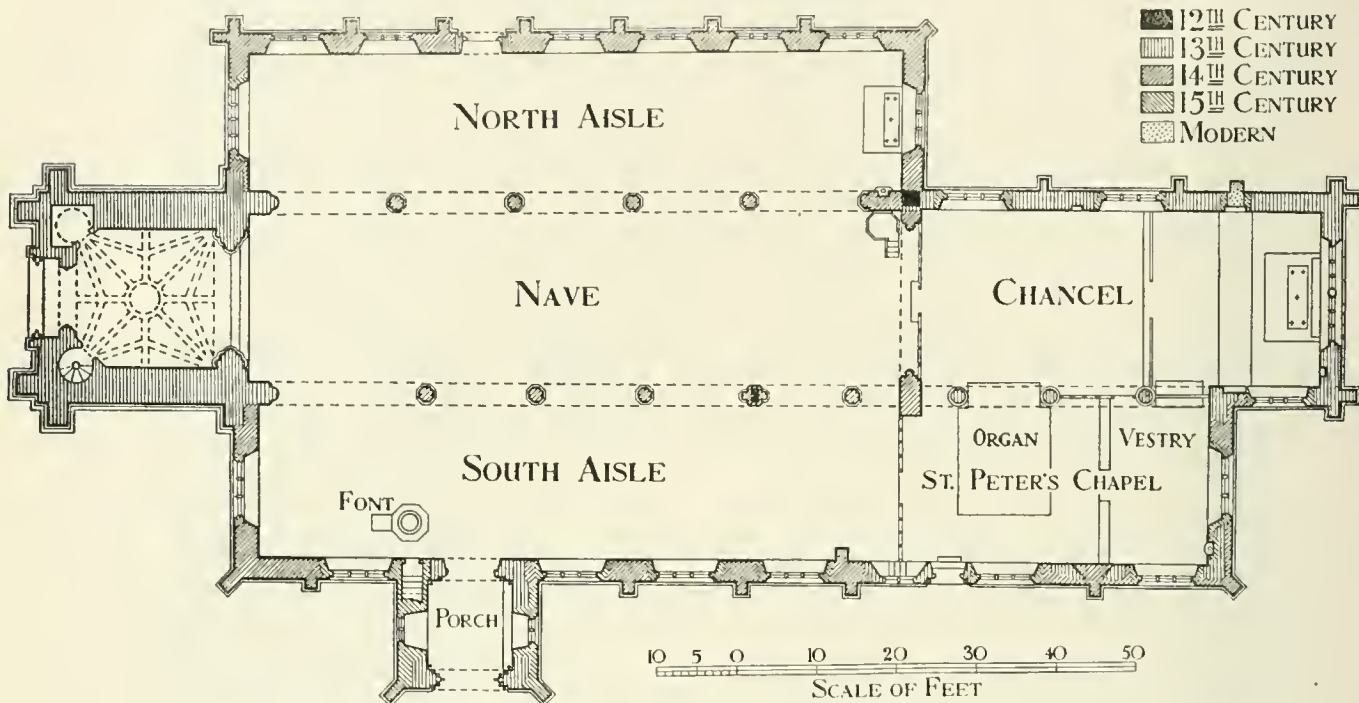 12TH CENTURY
13TH CENTURY
14TH CENTURY
15TH CENTURY
MODERN
NORTH AISLE
NAVE
CHANCEL
ORGAN
VESTRY
SOUTH AISLE
ST. PETER'S CHAPEL
FONT
PORCH
10 5 0 10 20 30 40 50
SCALE OF FEET